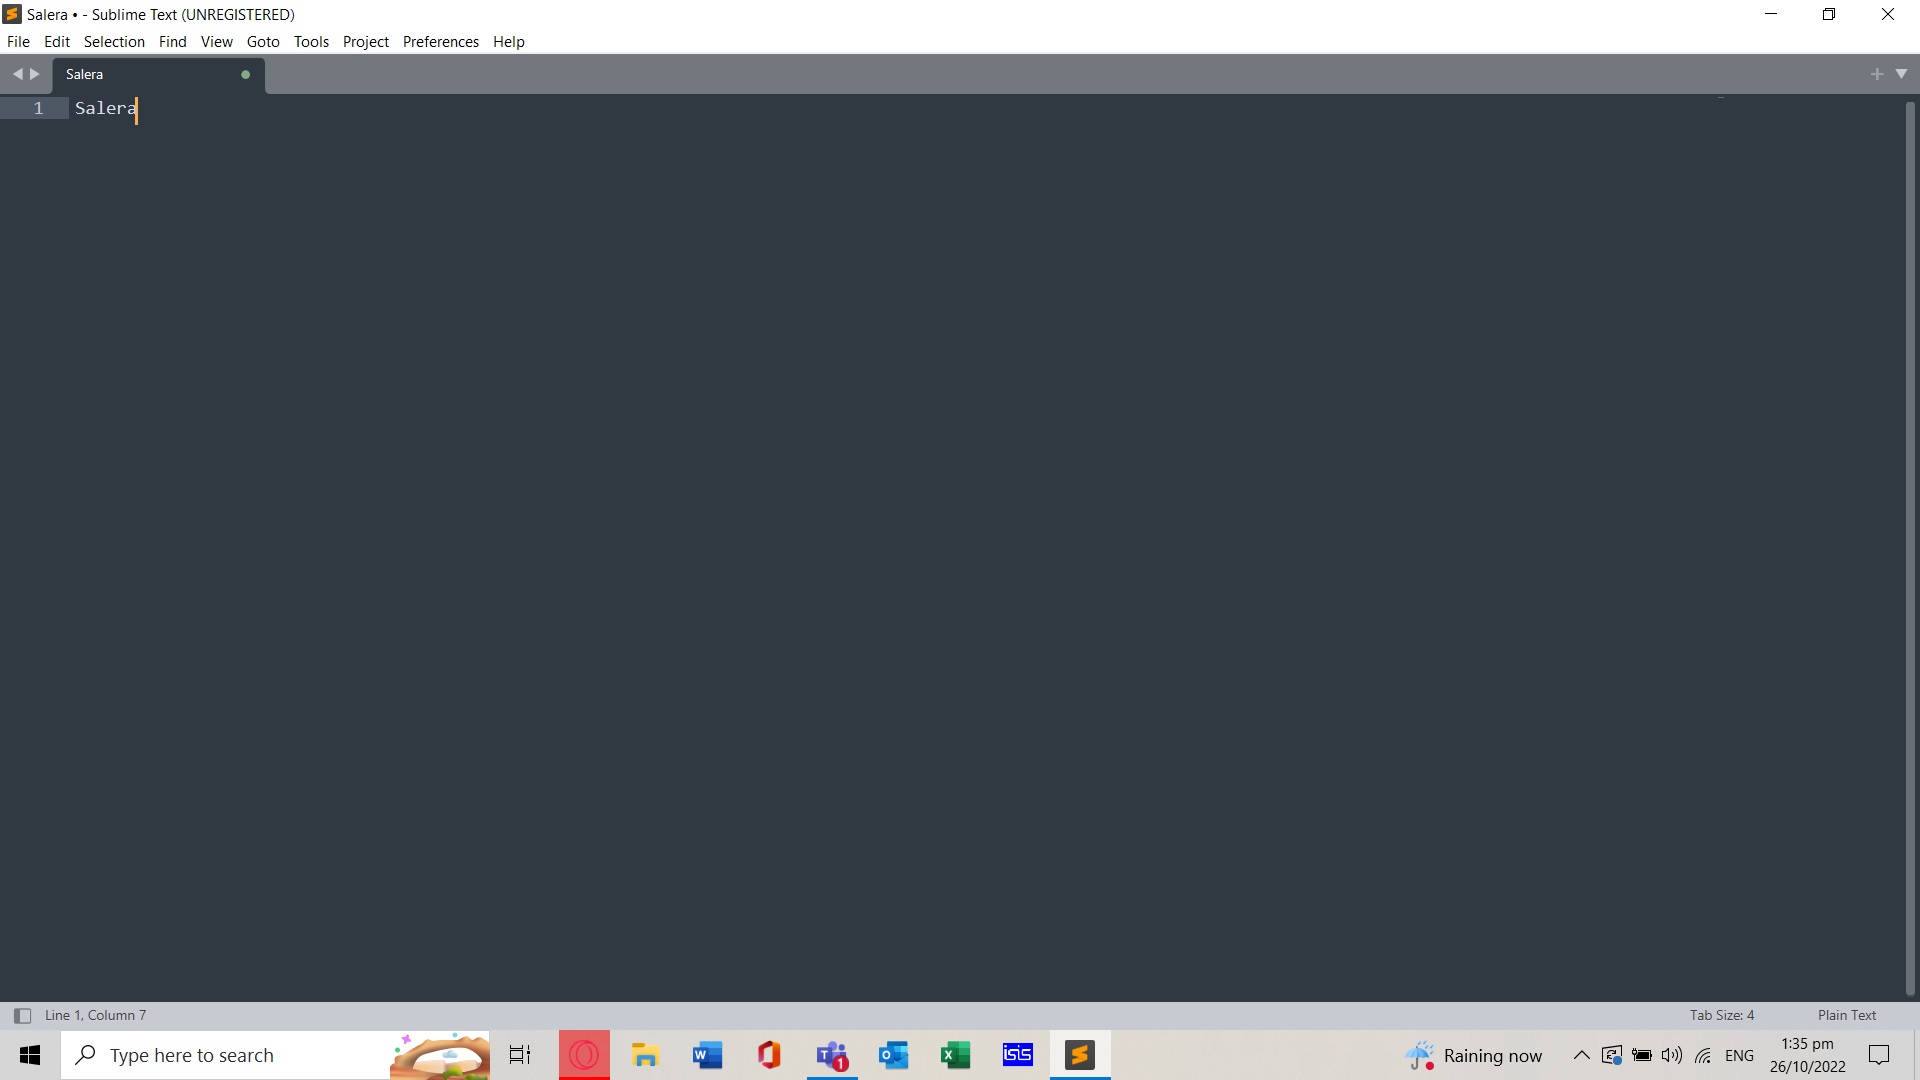 Salera • - Sublime Text (UNREGISTERED)
File Edit Selection Find View Goto Tools Project Preferences Help
Salera
1 Salera
Line 1, Column 7 Tab Size: 4 Plain Text
Type here to search Raining now ENG 1:35 pm
26/10/2022
W T 1 O X isis